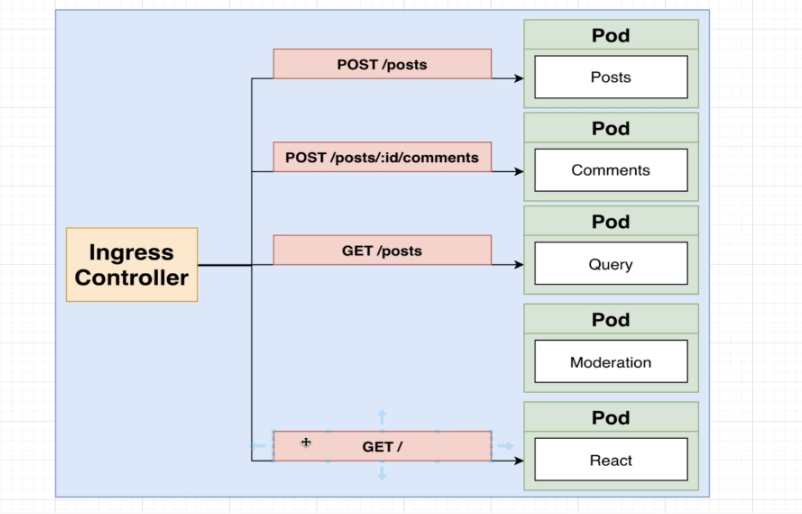 Pod
POST /posts
Posts
Pod
POST /posts/:id/comments
Comments
Pod
Ingress
Controller
GET /posts
Query
Pod
Moderation
Pod
GET /
React